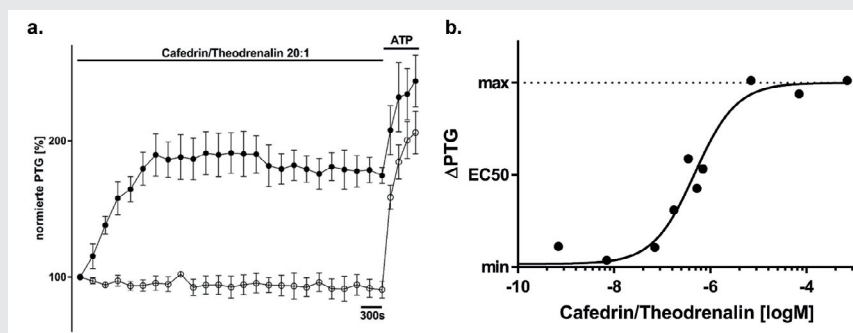 a.
Cafedrin/Theodrenalin 20:1
ATP
normierte PTG [%]
200
100
300s
b.
ΔPTG
max
EC50
min
-10
-8
-6
-4
Cafedrin/Theodrenalin [logM]